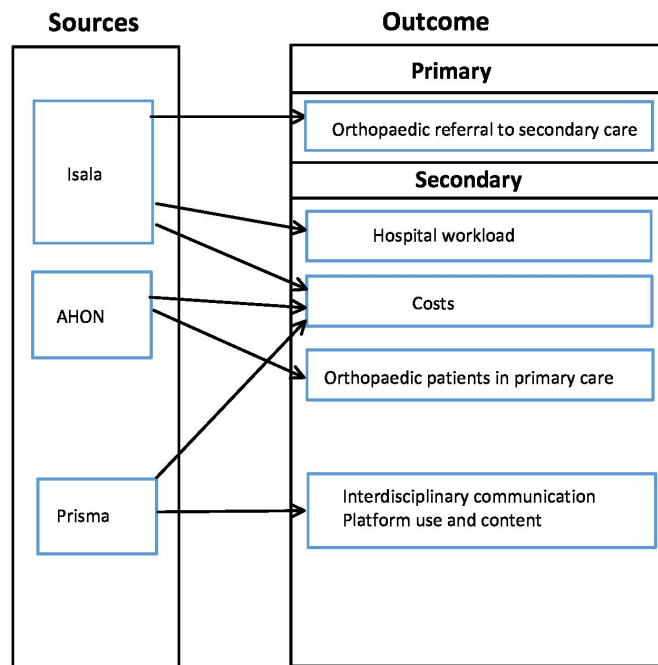 Sources
Outcome
Primary
Isala
Orthopaedic referral to secondary care
Secondary
Hospital workload
AHON
Costs
Orthopaedic patients in primary care
Prisma
Interdisciplinary communication
Platform use and content